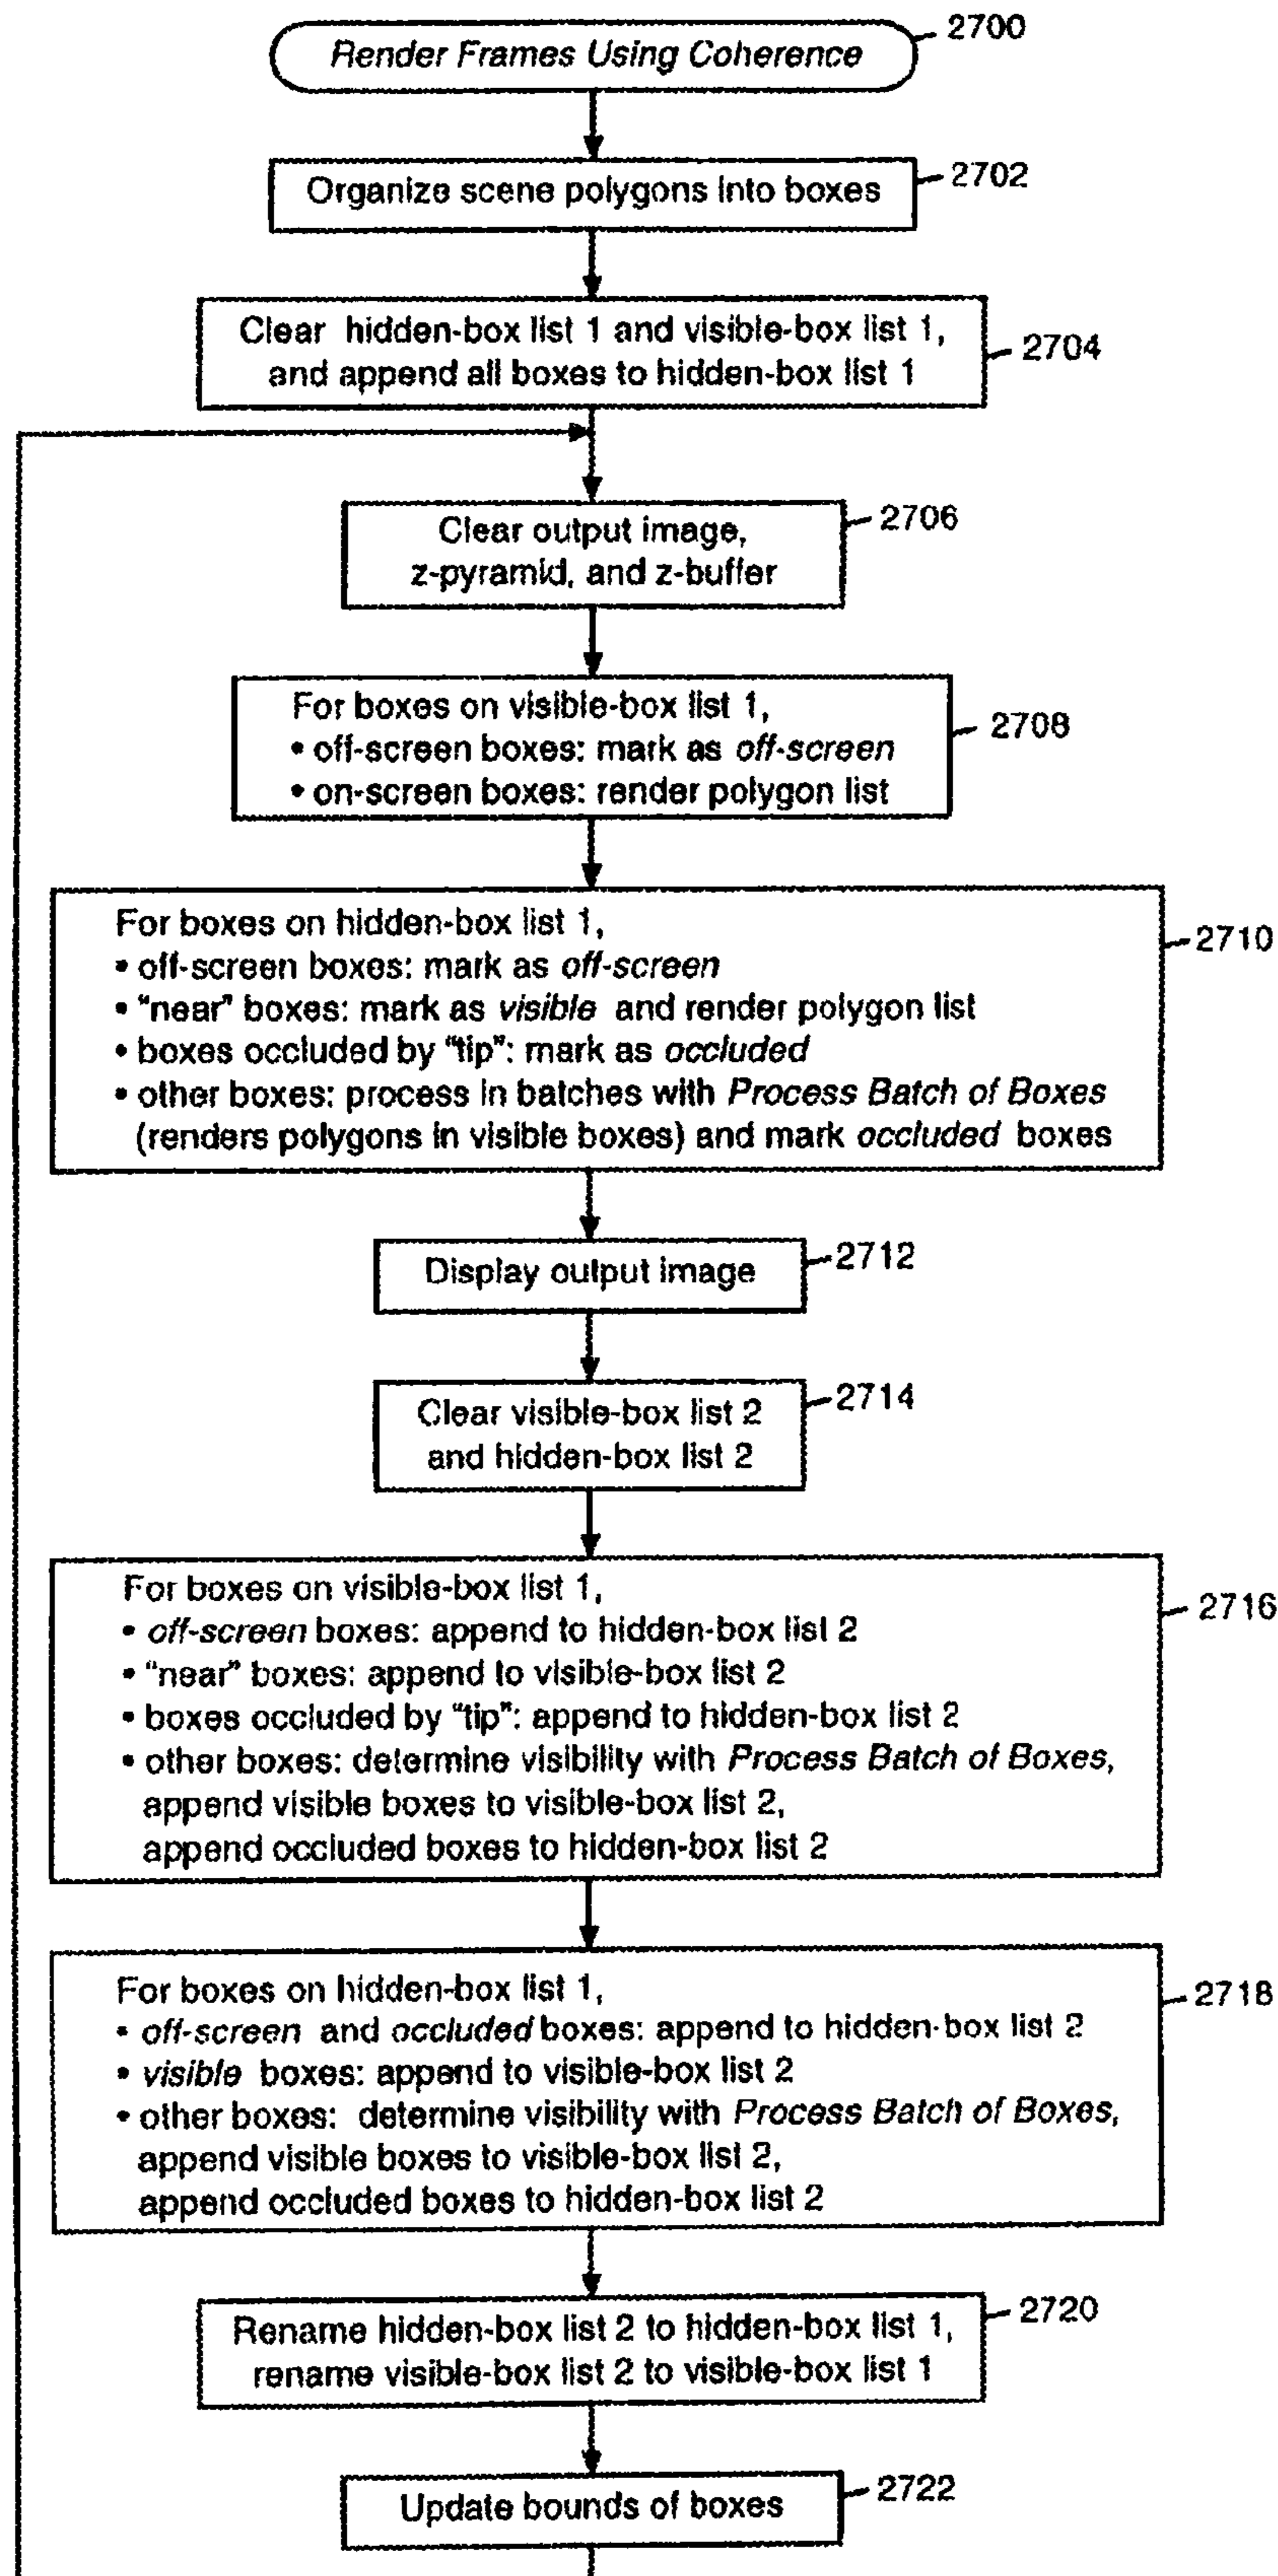 Render Frames Using Coherence
2700
Organize scene polygons into boxes
2702
Clear hidden-box list 1 and visible-box list 1,
and append all boxes to hidden-box list 1
2704
Clear output image,
z-pyramid, and z-buffer
2706
For boxes on visible-box list 1,
• off-screen boxes: mark as off-screen
• on-screen boxes: render polygon list
2708
For boxes on hidden-box list 1,
• off-screen boxes: mark as off-screen
• "near" boxes: mark as visible and render polygon list
• boxes occluded by "tip": mark as occluded
• other boxes: process in batches with Process Batch of Boxes
(renders polygons in visible boxes) and mark occluded boxes
2710
Display output image
2712
Clear visible-box list 2
and hidden-box list 2
2714
For boxes on visible-box list 1,
• off-screen boxes: append to hidden-box list 2
• "near" boxes: append to visible-box list 2
• boxes occluded by "tip": append to hidden-box list 2
• other boxes: determine visibility with Process Batch of Boxes,
append visible boxes to visible-box list 2,
append occluded boxes to hidden-box list 2
2716
For boxes on hidden-box list 1,
• off-screen and occluded boxes: append to hidden-box list 2
• visible boxes: append to visible-box list 2
• other boxes: determine visibility with Process Batch of Boxes,
append visible boxes to visible-box list 2,
append occluded boxes to hidden-box list 2
2718
Rename hidden-box list 2 to hidden-box list 1,
rename visible-box list 2 to visible-box list 1
2720
Update bounds of boxes
2722